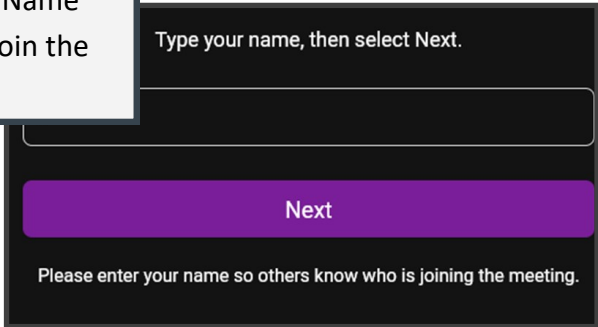 Name
oin the
Type your name, then select Next.
Next
Please enter your name so others know who is joining the meeting.